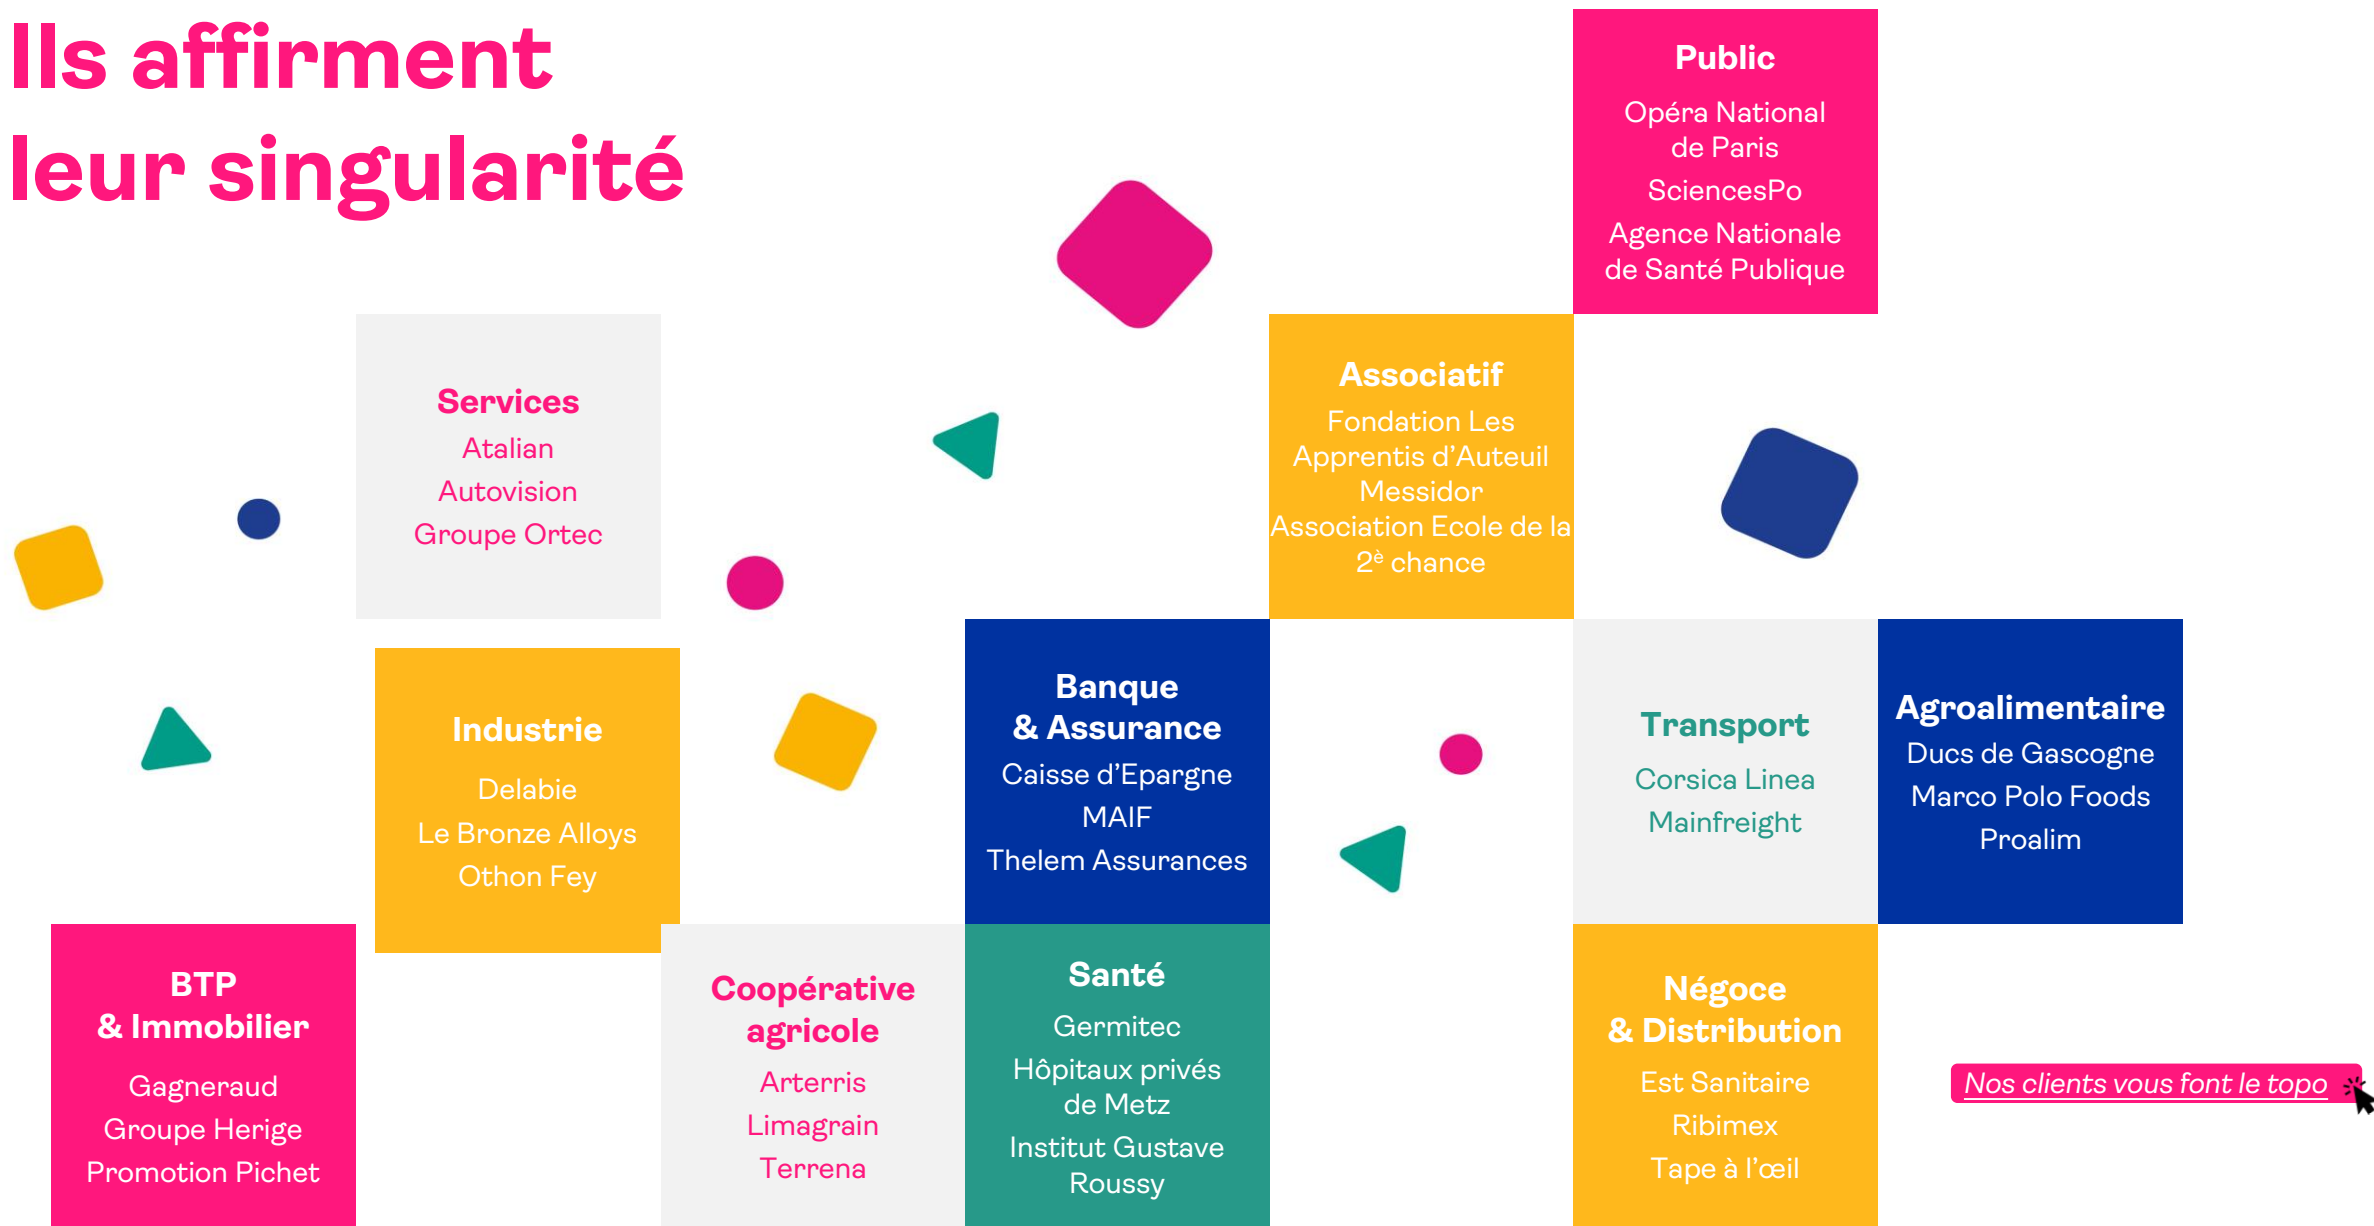 Ils affirment
leur singularité
Public
Opéra National
de Paris
SciencesPo
Agence Nationale
de Santé Publique
Services
Atalian
Autovision
Groupe Ortec
Associatif
Fondation Les
Apprentis d’Auteuil
Messidor
Association Ecole de la
2è chance
Industrie
Delabie
Le Bronze Alloys
Othon Fey
Banque
& Assurance
Caisse d’Epargne
MAIF
Thelem Assurances
Transport
Corsica Linea
Mainfreight
Agroalimentaire
Ducs de Gascogne
Marco Polo Foods
Proalim
BTP
& Immobilier
Gagneraud
Groupe Herige
Promotion Pichet
Coopérative
agricole
Arterris
Limagrain
Terrena
Santé
Germitec
Hôpitaux privés
de Metz
Institut Gustave
Roussy
Négoce
& Distribution
Est Sanitaire
Ribimex
Tape à l’œil
Nos clients vous font le topo